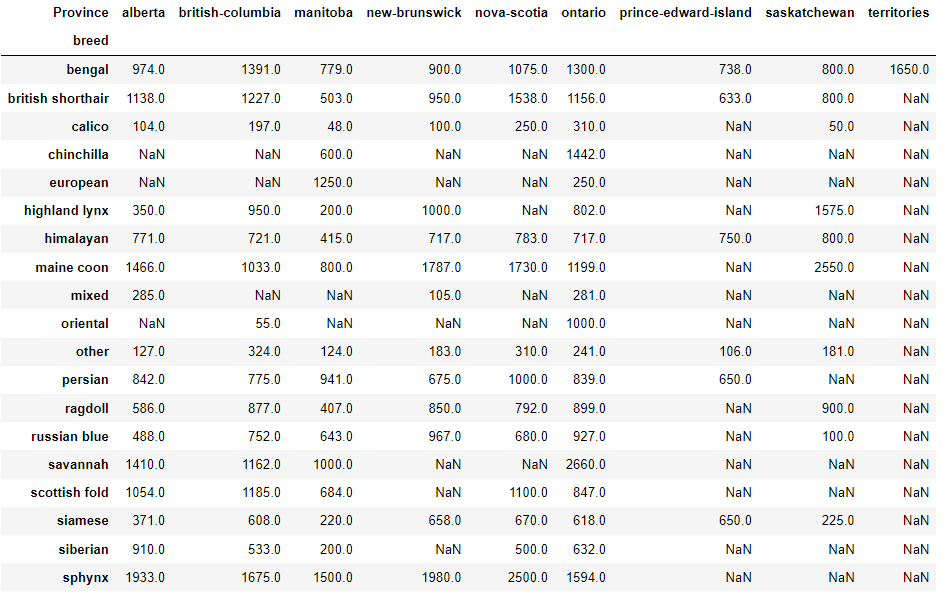 Province alberta british-columbia manitoba new-brunswick nova-scotia ontario prince-edward-island saskatchewan territories
breed
bengal 974.0 1391.0 779.0 900.0 1075.0 1300.0 738.0 800.0 1650.0
british shorthair 1138.0 1227.0 503.0 950.0 1538.0 1156.0 633.0 800.0 NaN
calico 104.0 197.0 48.0 100.0 250.0 310.0 NaN 50.0 NaN
chinchilla NaN NaN 600.0 NaN NaN 1442.0 NaN NaN NaN
european NaN NaN 1250.0 NaN NaN 250.0 NaN NaN NaN
highland lynx 350.0 950.0 200.0 1000.0 NaN 802.0 NaN 1575.0 NaN
himalayan 771.0 721.0 415.0 717.0 783.0 717.0 750.0 800.0 NaN
maine coon 1466.0 1033.0 800.0 1787.0 1730.0 1199.0 NaN 2550.0 NaN
mixed 285.0 NaN NaN 105.0 NaN 281.0 NaN NaN NaN
oriental NaN 55.0 NaN NaN NaN 1000.0 NaN NaN NaN
other 127.0 324.0 124.0 183.0 310.0 241.0 106.0 181.0 NaN
persian 842.0 775.0 941.0 675.0 1000.0 839.0 650.0 NaN NaN
ragdoll 586.0 877.0 407.0 850.0 792.0 899.0 NaN 900.0 NaN
russian blue 488.0 752.0 643.0 967.0 680.0 927.0 NaN 100.0 NaN
savannah 1410.0 1162.0 1000.0 NaN NaN 2660.0 NaN NaN NaN
scottish fold 1054.0 1185.0 684.0 NaN 1100.0 847.0 NaN NaN NaN
siamese 371.0 608.0 220.0 658.0 670.0 618.0 650.0 225.0 NaN
siberian 910.0 533.0 200.0 NaN 500.0 632.0 NaN NaN NaN
sphynx 1933.0 1675.0 1500.0 1980.0 2500.0 1594.0 NaN NaN NaN